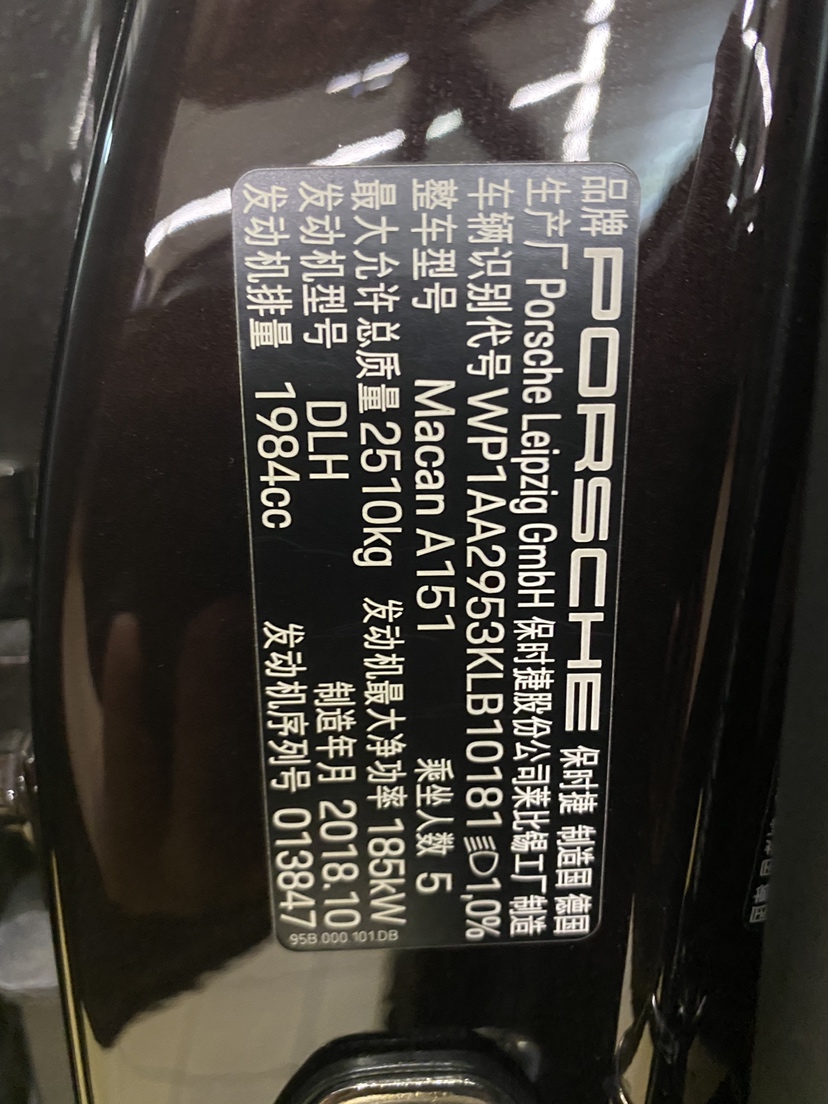 品牌 PORSCHE 保时捷 制造国 德国
生产厂 Porsche Leipzig GmbH 保时捷股份公司莱比锡工厂 制造
车辆识别代号 WP1AA2953KLB10181 1,0%
整车型号 Macan A151 乘坐人数 5
最大允许总质量 2510kg 发动机最大净功率 185kW
发动机型号 DLH 制造年月 2018.10
发动机排量 1984cc 发动机序列号 013847
95B.000.101.DB